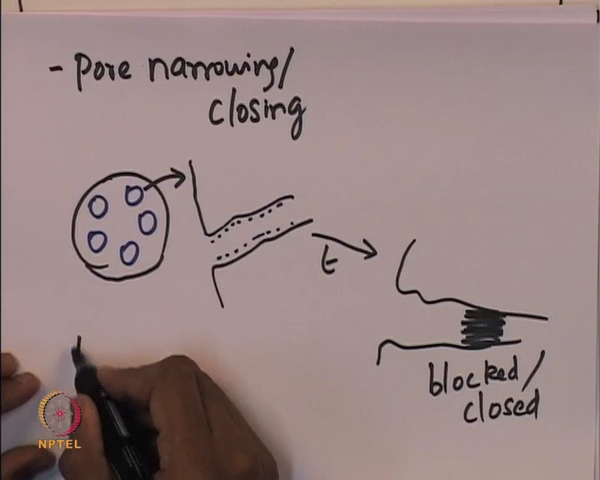 - Pore narrowing/
closing
t
blocked/
closed
NPTEL